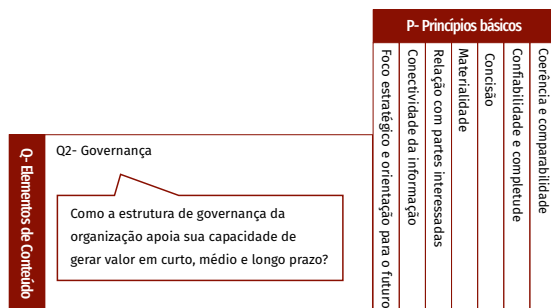 P- Princípios básicos
Foco estratégico e orientação para o futuro
Conectividade da informação
Relação com partes interessadas
Materialidade
Concisão
Confiabilidade e completude
Coerência e comparabilidade
Q- Elementos de Conteúdo
Q2- Governança
Como a estrutura de governança da
organização apoia sua capacidade de
gerar valor em curto, médio e longo prazo?